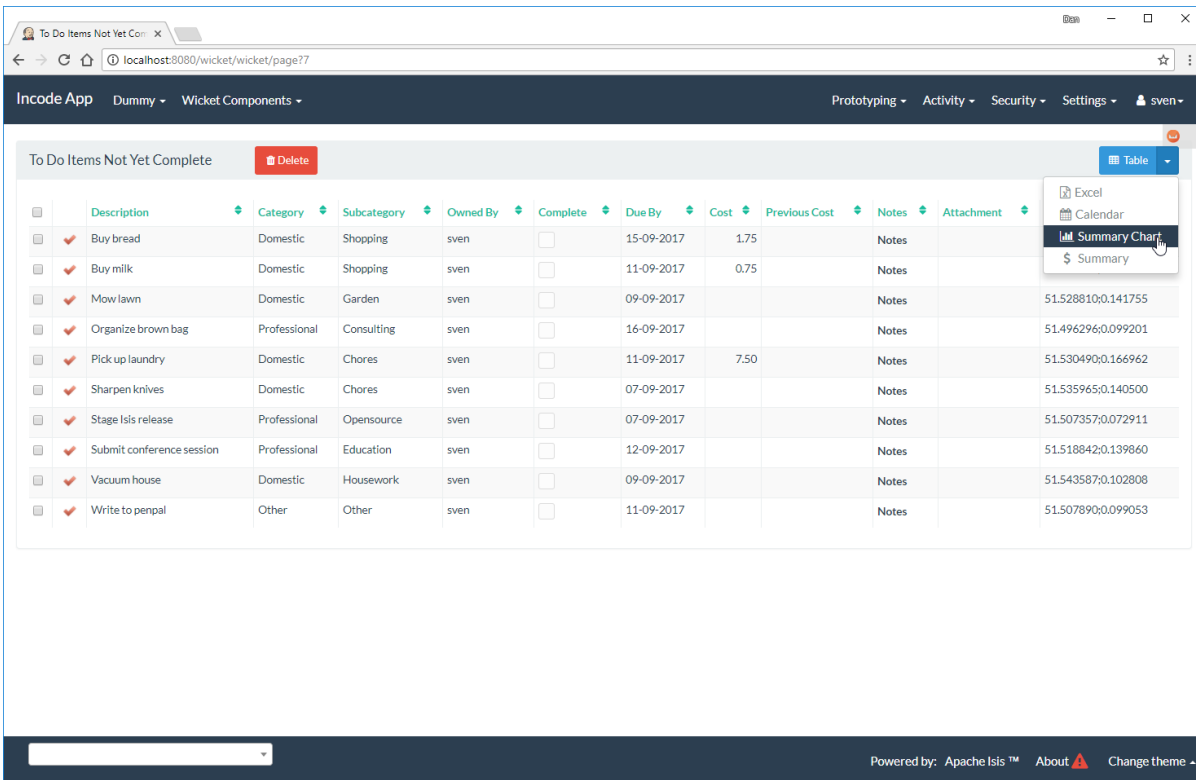 Dan
To Do Items Not Yet Com
localhost:8080/wicket/wicket/page?7
Incode App Dummy Wicket Components Prototyping Activity Security Settings sven
To Do Items Not Yet Complete Delete Table
Excel
Calendar
Summary Chart
$ Summary
Description Category Subcategory Owned By Complete Due By Cost Previous Cost Notes Attachment
Buy bread Domestic Shopping sven 15-09-2017 1.75 Notes
Buy milk Domestic Shopping sven 11-09-2017 0.75 Notes
Mow lawn Domestic Garden sven 09-09-2017 Notes 51.528810;0.141755
Organize brown bag Professional Consulting sven 16-09-2017 Notes 51.496296;0.099201
Pick up laundry Domestic Chores sven 11-09-2017 7.50 Notes 51.530490;0.166962
Sharpen knives Domestic Chores sven 07-09-2017 Notes 51.535965;0.140500
Stage Isis release Professional Opensource sven 07-09-2017 Notes 51.507357;0.072911
Submit conference session Professional Education sven 12-09-2017 Notes 51.518842;0.139860
Vacuum house Domestic Housework sven 09-09-2017 Notes 51.543587;0.102808
Write to penpal Other Other sven 11-09-2017 Notes 51.507890;0.099053
Powered by: Apache Isis ™ About Change theme